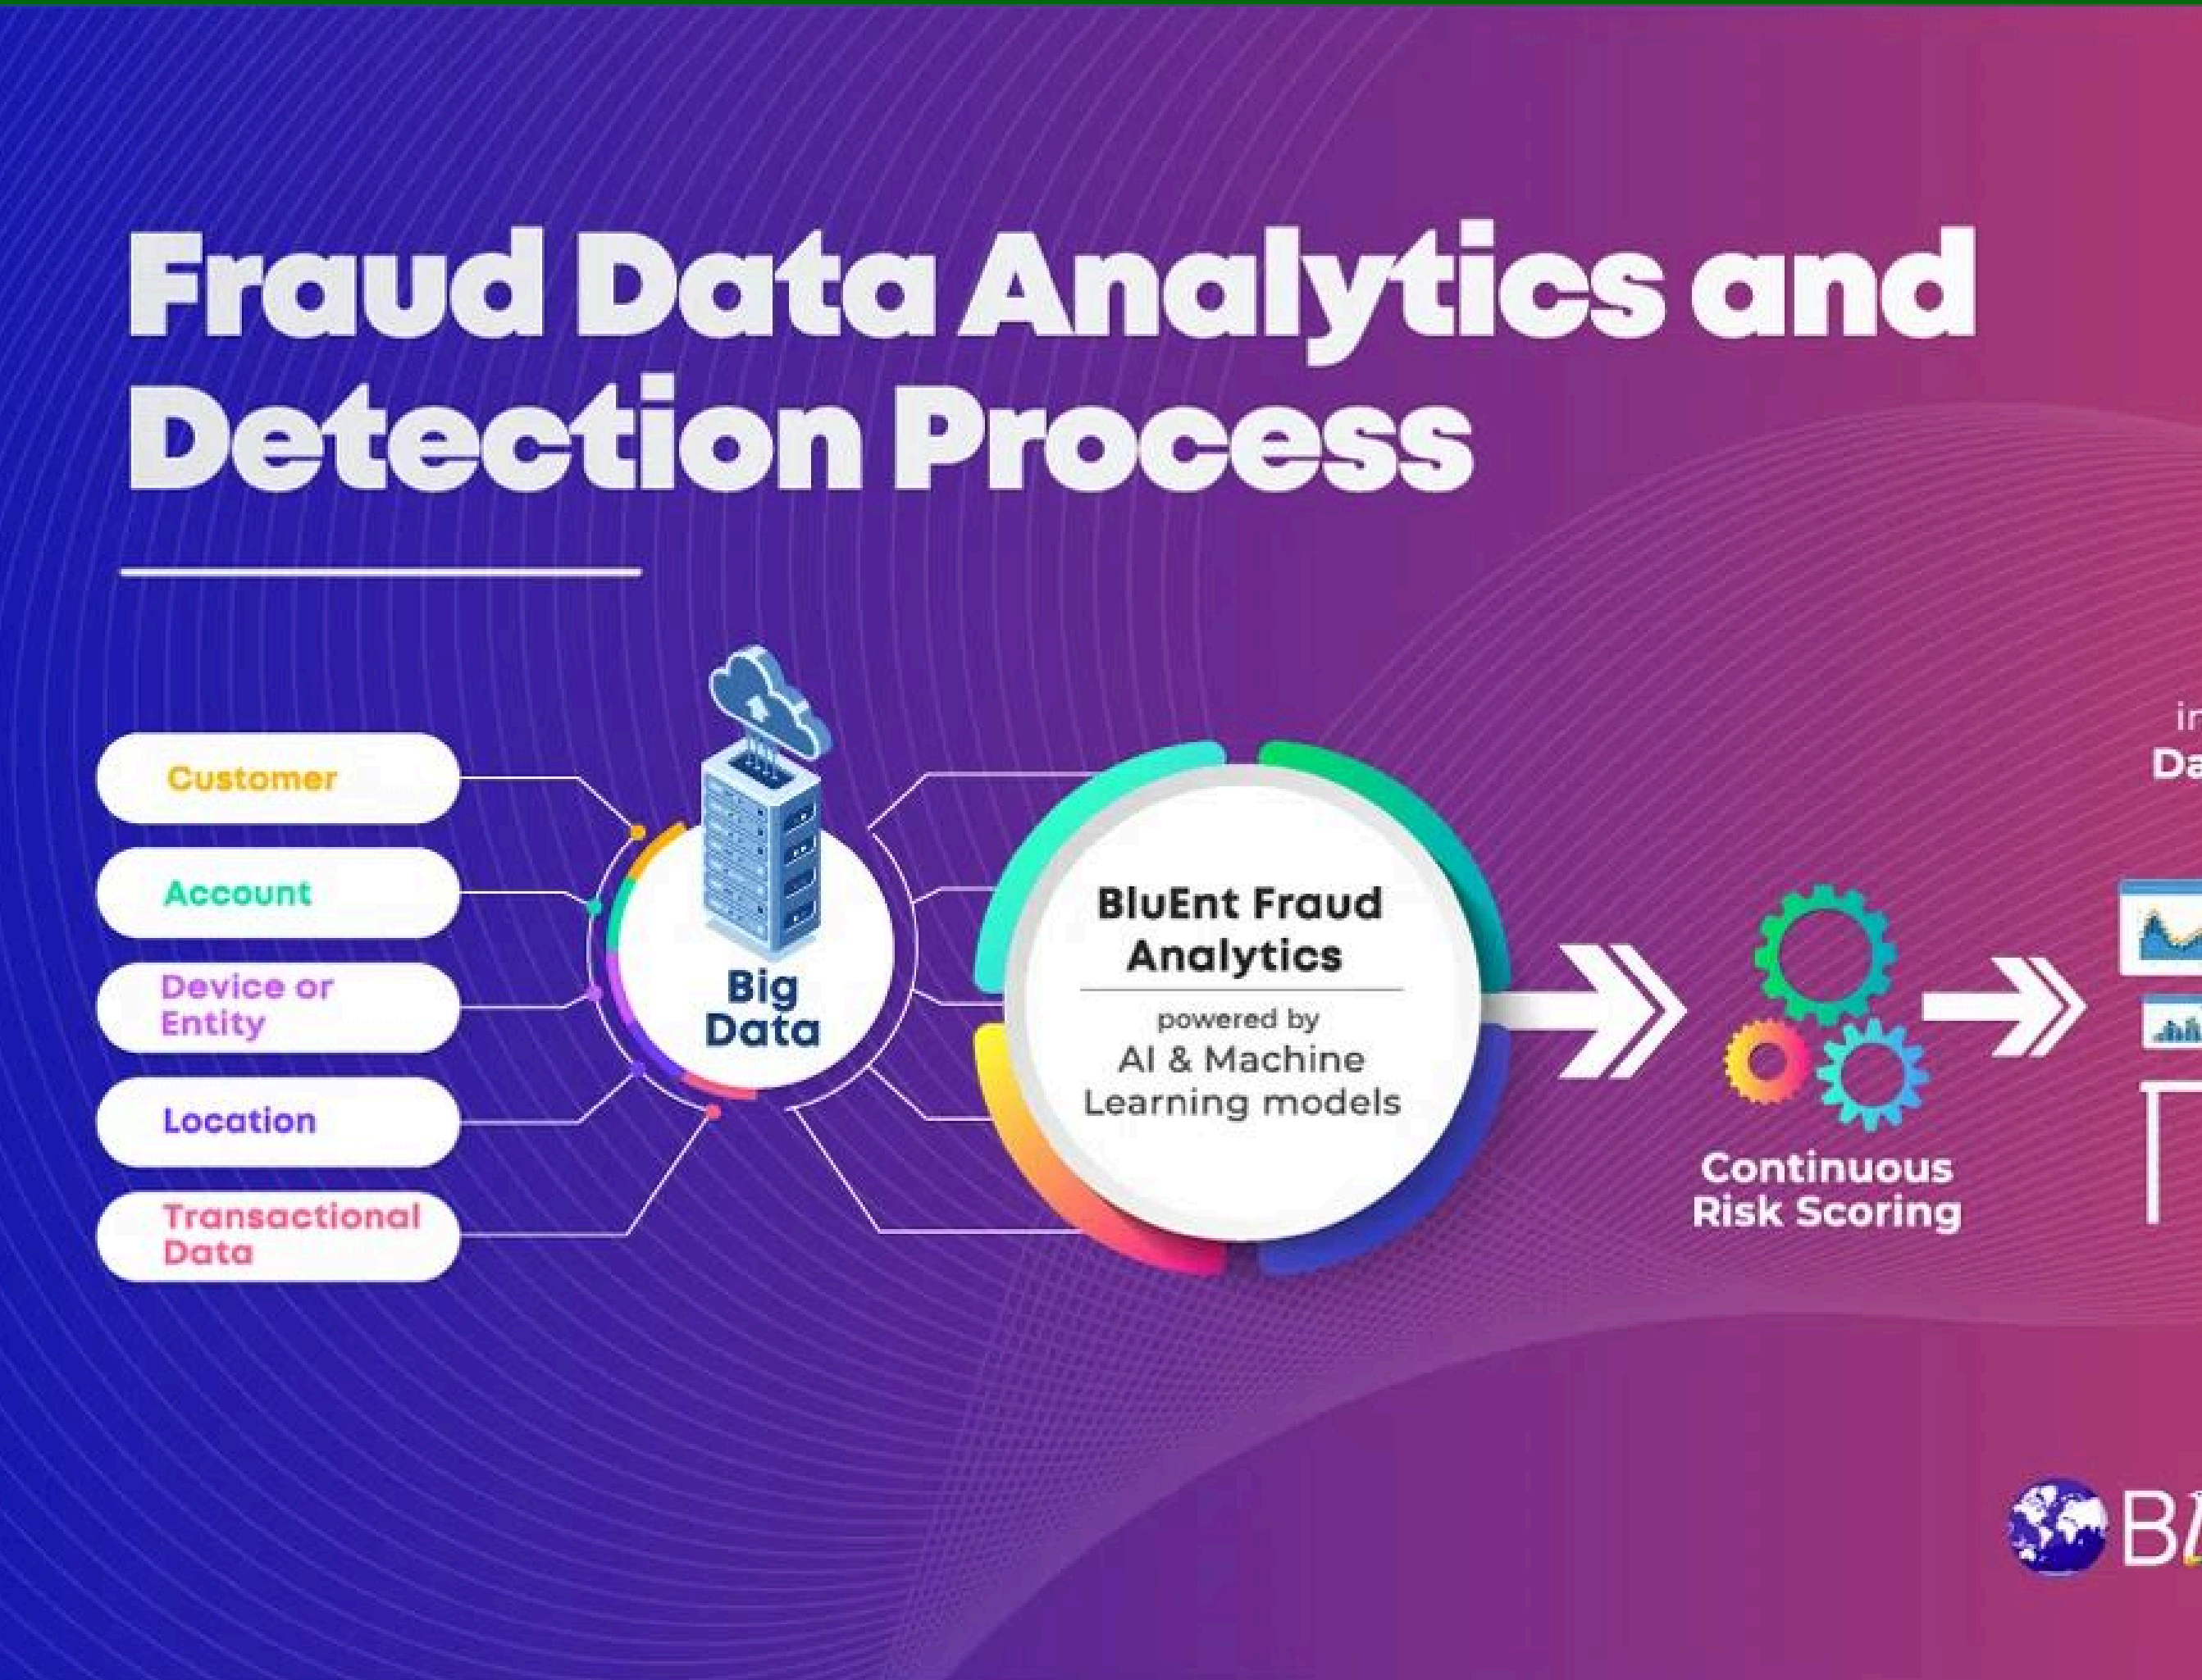 Fraud Data Analytics and
Detection Process
Customer
Account
Device or
Entity
Location
Transactional
Data
Big
Data
BluEnt Fraud
Analytics
powered by
AI & Machine
Learning models
Continuous
Risk Scoring